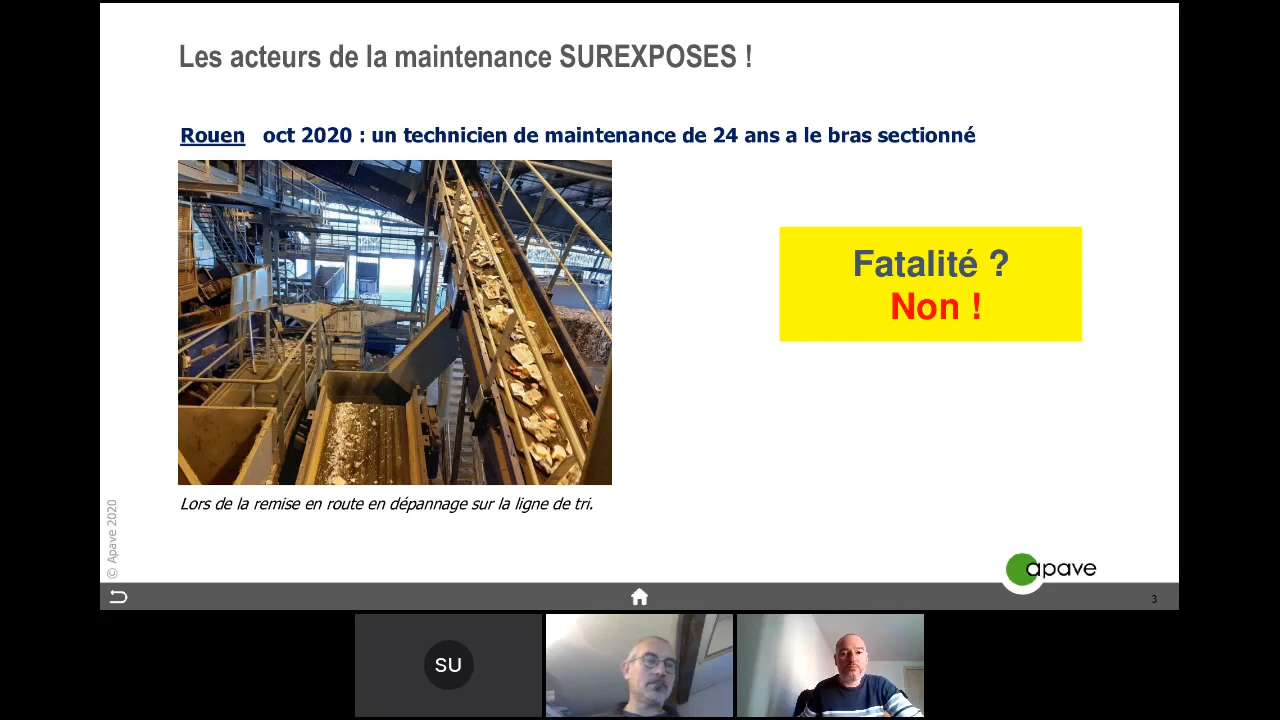 Les acteurs de la maintenance SUREXPOSES !
Rouen oct 2020 : un technicien de maintenance de 24 ans a le bras sectionné
Fatalité ?
Non !
Lors de la remise en route en dépannage sur la ligne de tri.
© Apave 2020
apave
3
SU